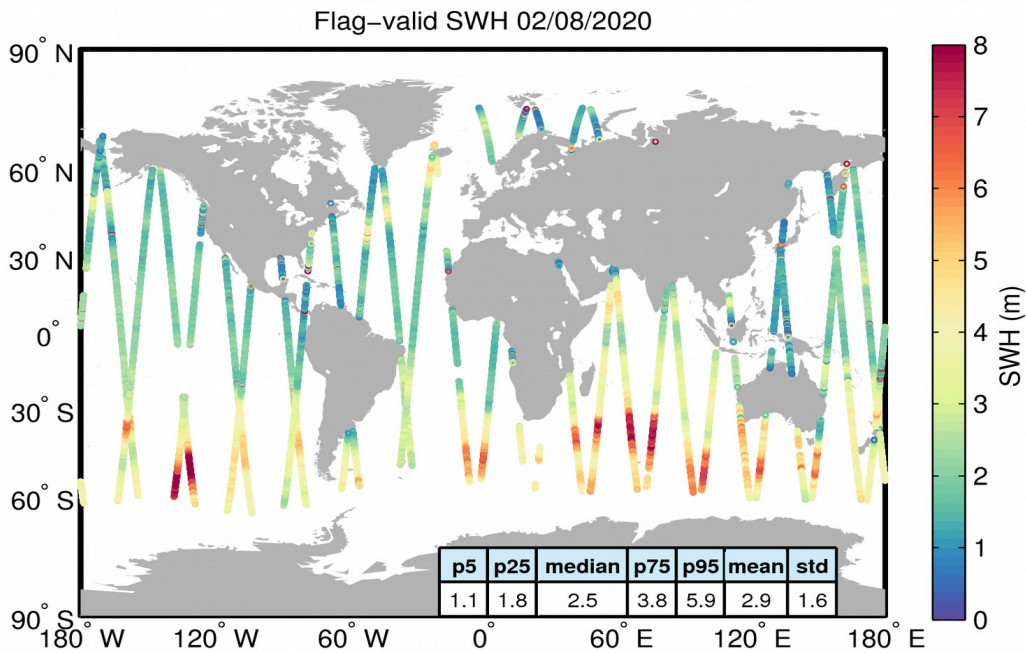 Flag−valid SWH 02/08/2020
90° N
60° N
30° N
0°
30° S
60° S
90° S
180° W
120° W
60° W
0°
60° E
120° E
180° E
p5 p25 median p75 p95 mean std
1.1 1.8 2.5 3.8 5.9 2.9 1.6
8
7
6
5
4
3
2
1
0
SWH (m)